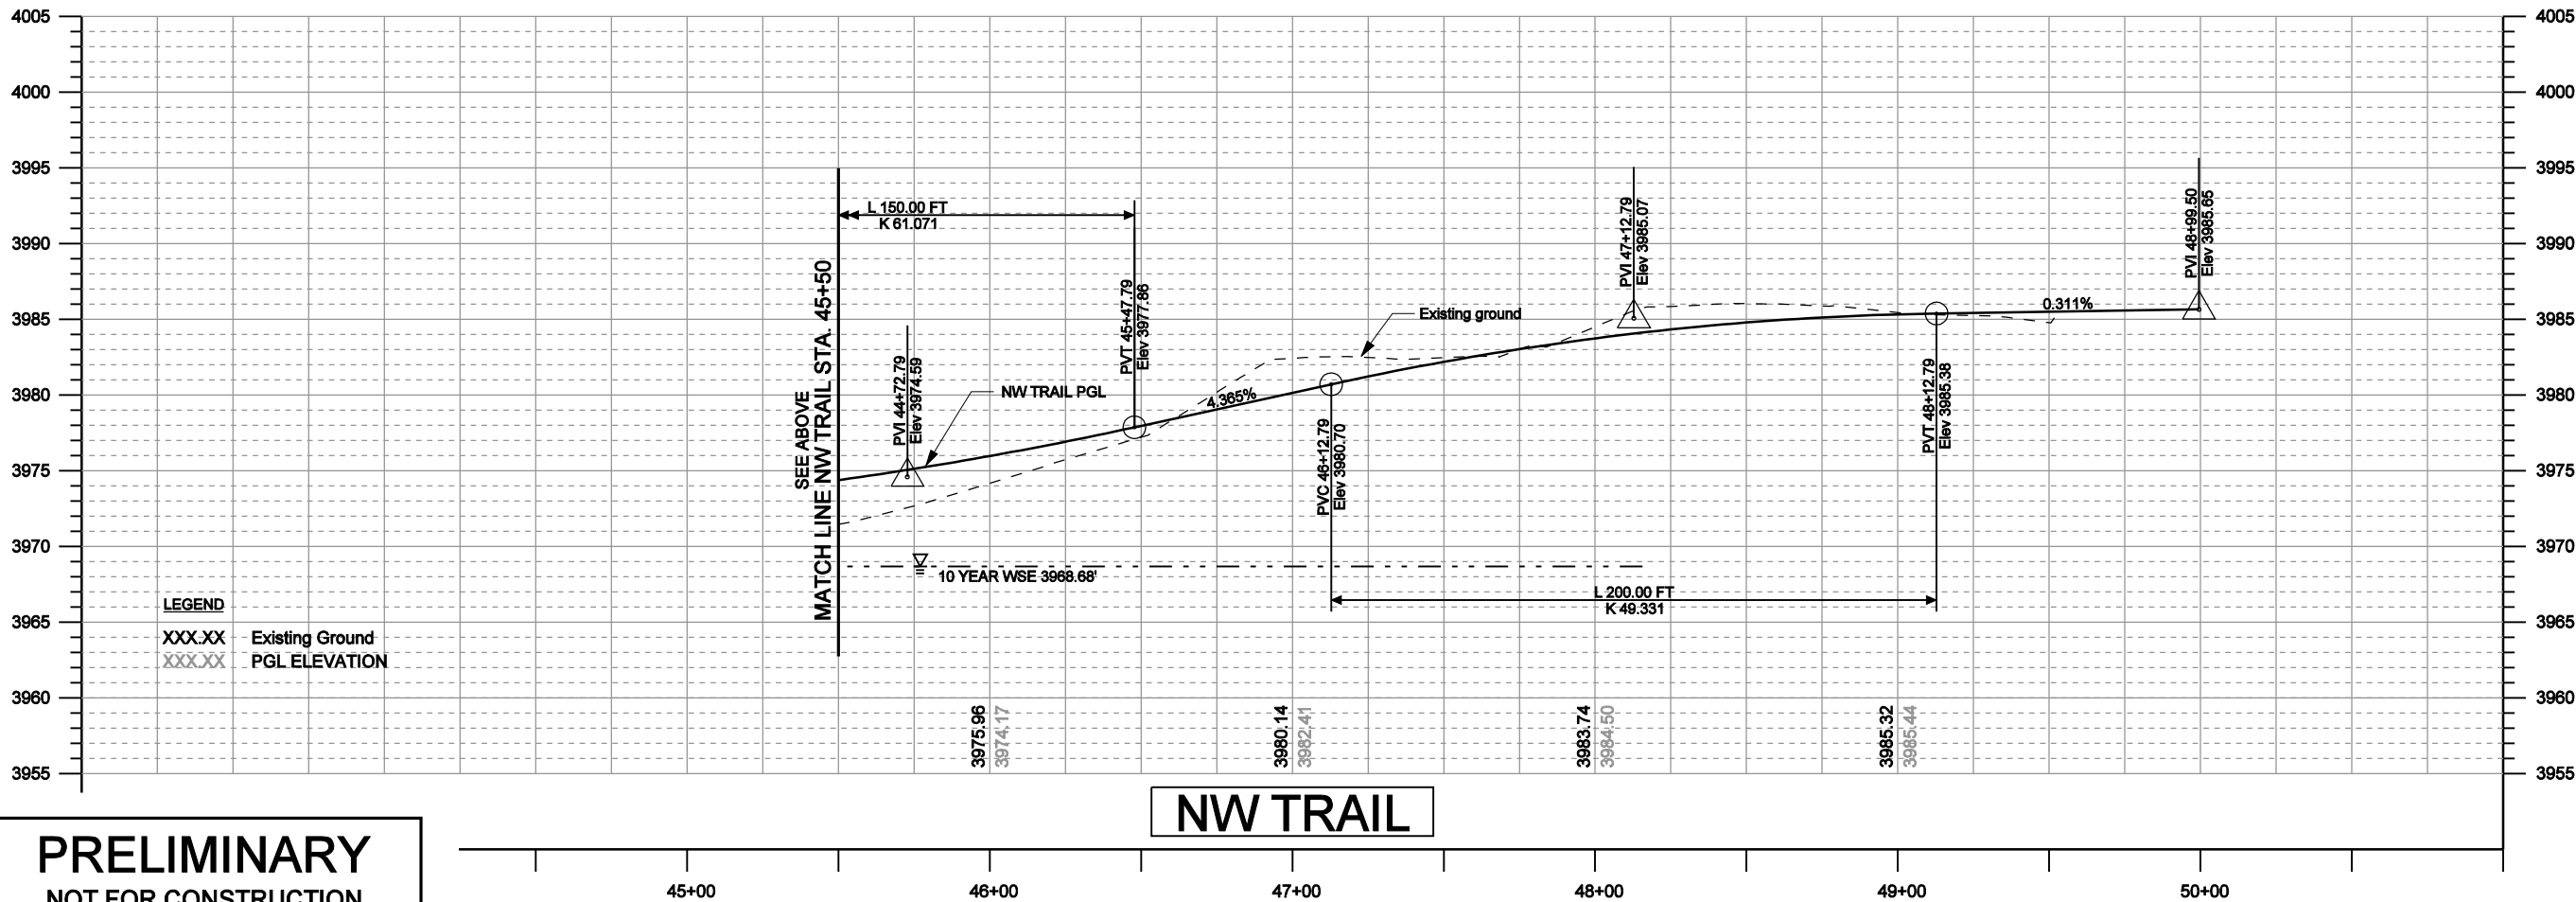 4005
4000
3995
3990
3985
3980
3975
3970
3965
3960
3955
4005
4000
3995
3990
3985
3980
3975
3970
3965
3960
3955
SEE ABOVE
MATCH LINE NW TRAIL STA. 45+50
L 150.00 FT
K 61.071
PVI 44+72.79
Elev 3974.59
NW TRAIL PGL
PVT 45+47.79
Elev 3977.86
4.365%
Existing ground
PVC 46+12.79
Elev 3980.70
PVI 47+12.79
Elev 3985.07
PVT 48+12.79
Elev 3985.38
0.311%
PVI 48+99.50
Elev 3985.65
10 YEAR WSE 3968.68'
L 200.00 FT
K 49.331
LEGEND
XXX.XX Existing Ground
XXX.XX PGL ELEVATION
3975.96
3974.17
3980.14
3982.41
3983.74
3984.50
3985.32
3985.44
NW TRAIL
PRELIMINARY
NOT FOR CONSTRUCTION
45+00
46+00
47+00
48+00
49+00
50+00